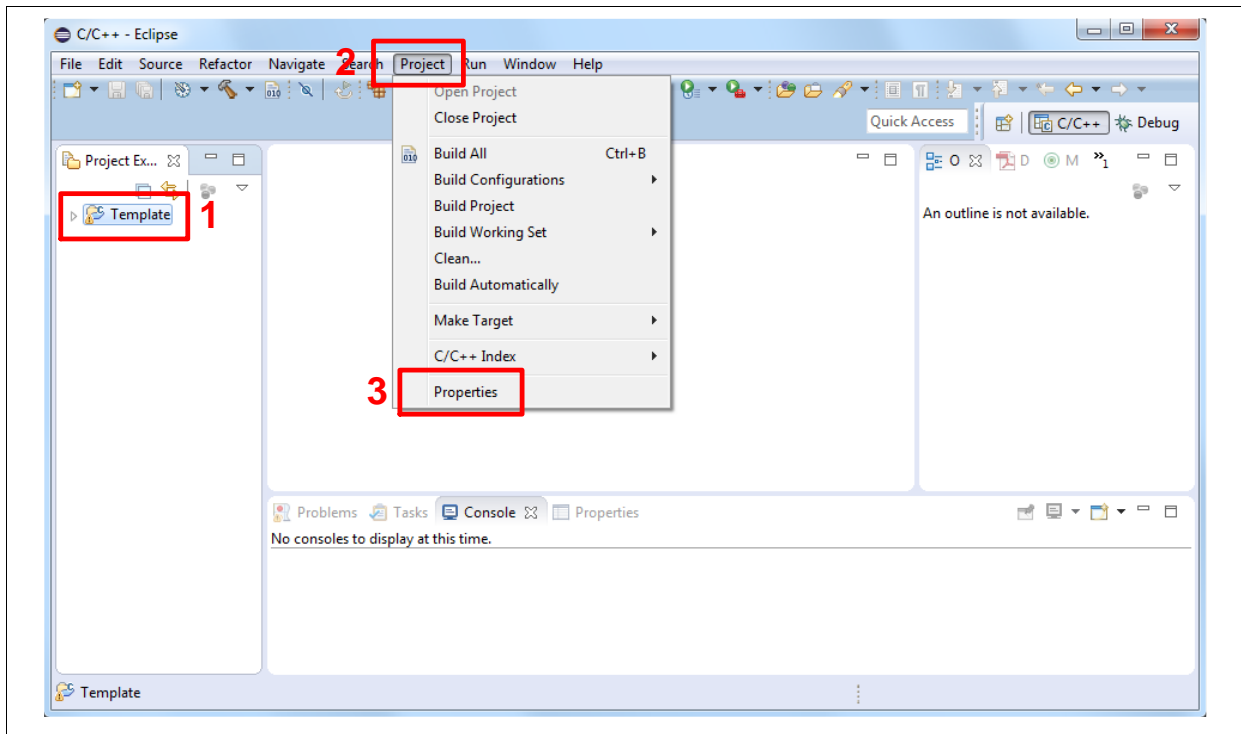 C/C++ - Eclipse
2
File Edit Source Refactor Navigate Search Project Run Window Help
Open Project
Close Project
Quick Access
C/C++
Debug
Project Ex...
010 Build All Ctrl+B
O D M »1
Build Configurations
Template 1
Build Project
An outline is not available.
Build Working Set
Clean...
Build Automatically
Make Target
C/C++ Index
3 Properties
Problems Tasks Console Properties
No consoles to display at this time.
Template